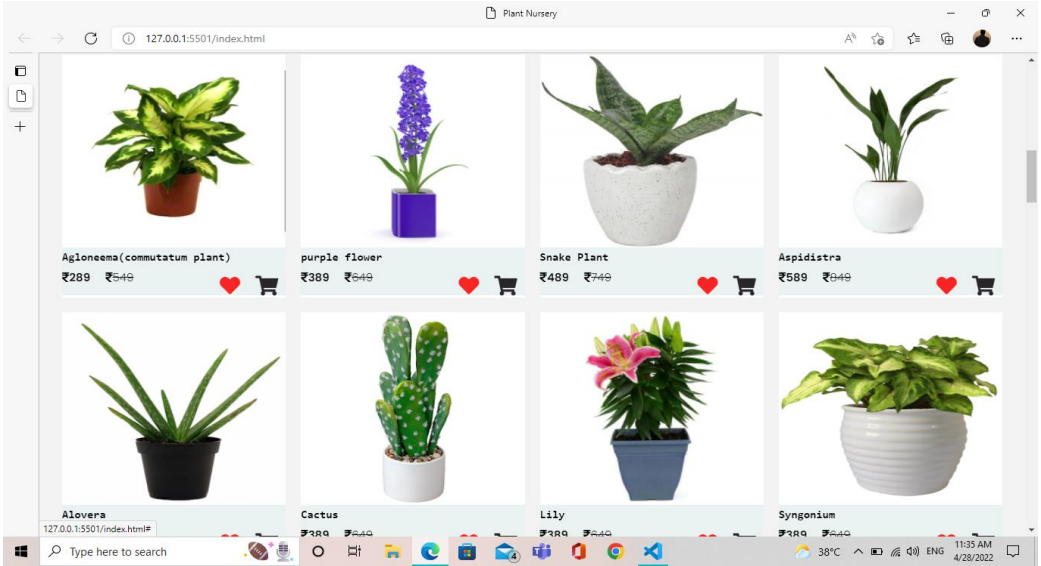 Plant Nursery
127.0.0.1:5501/index.html
Agloneema(commutatum plant)
₹289 ₹549
purple flower
₹389 ₹649
Snake Plant
₹489 ₹749
Aspidistra
₹589 ₹849
Alovera
Cactus
₹389 ₹649
Lily
₹389 ₹649
Syngonium
₹389 ₹649
127.0.0.1:5501/index.html#
Type here to search
4
38°C
ENG
11:35 AM
4/28/2022